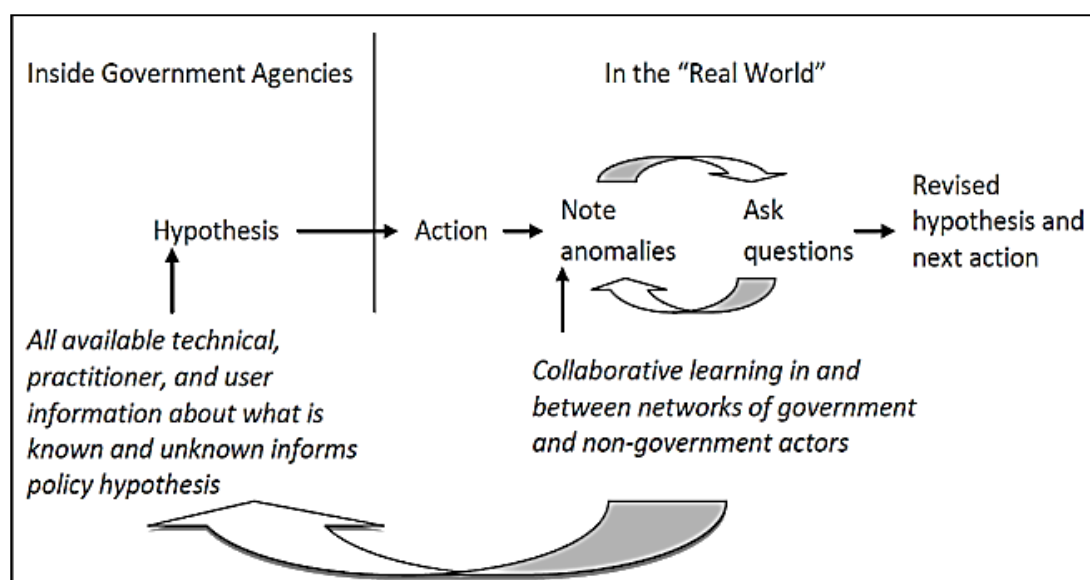 Inside Government Agencies
In the “Real World”
Hypothesis
Action
Note
anomalies
Ask
questions
Revised
hypothesis and
next action
All available technical,
practitioner, and user
information about what is
known and unknown informs
policy hypothesis
Collaborative learning in and
between networks of government
and non-government actors